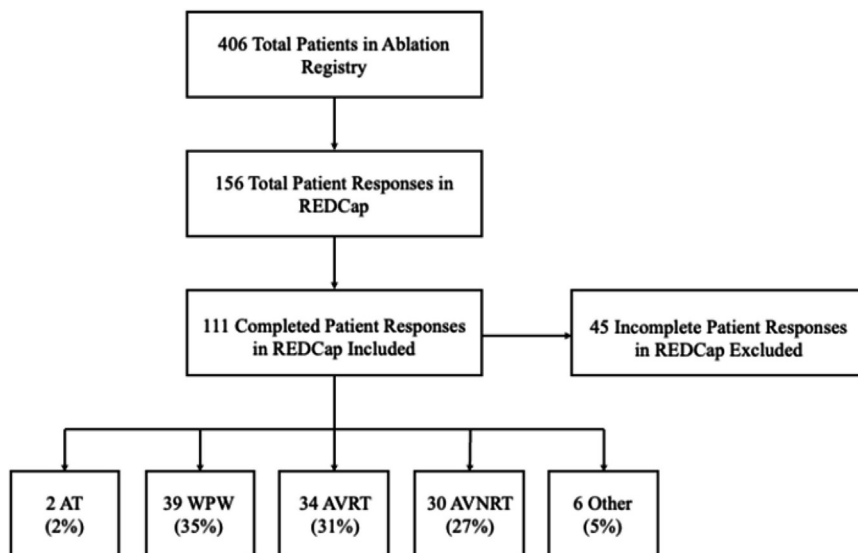 406 Total Patients in Ablation
Registry
156 Total Patient Responses in
REDCap
111 Completed Patient Responses
in REDCap Included
45 Incomplete Patient Responses
in REDCap Excluded
2 AT
(2%)
39 WPW
(35%)
34 AVRT
(31%)
30 AVNRT
(27%)
6 Other
(5%)